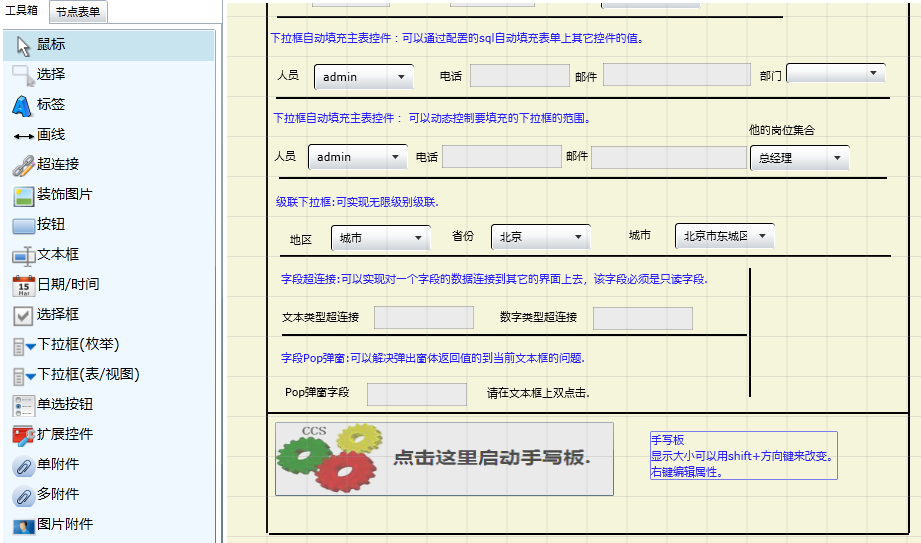 工具箱 节点表单
鼠标
选择
标签
画线
超连接
装饰图片
按钮
文本框
15
Mar
日期/时间
选择框
下拉框(枚举)
下拉框(表/视图)
单选按钮
扩展控件
单附件
多附件
图片附件
下拉框自动填充主表控件：可以通过配置的sql自动填充表单上其它控件的值。
人员 admin 电话 邮件 部门
下拉框自动填充主表控件： 可以动态控制要填充的下拉框的范围。
他的岗位集合
人员 admin 电话 邮件 总经理
级联下拉框:可实现无限级别级联.
地区 城市 省份 北京 城市 北京市东城区
字段超连接:可以实现对一个字段的数据连接到其它的界面上去，该字段必须是只读字段.
文本类型超连接 数字类型超连接
字段Pop弹窗:可以解决弹出窗体返回值的到当前文本框的问题.
Pop弹窗字段 请在文本框上双点击.
CCS
点击这里启动手写板.
手写板
显示大小可以用shift+方向键来改变。
右键编辑属性。